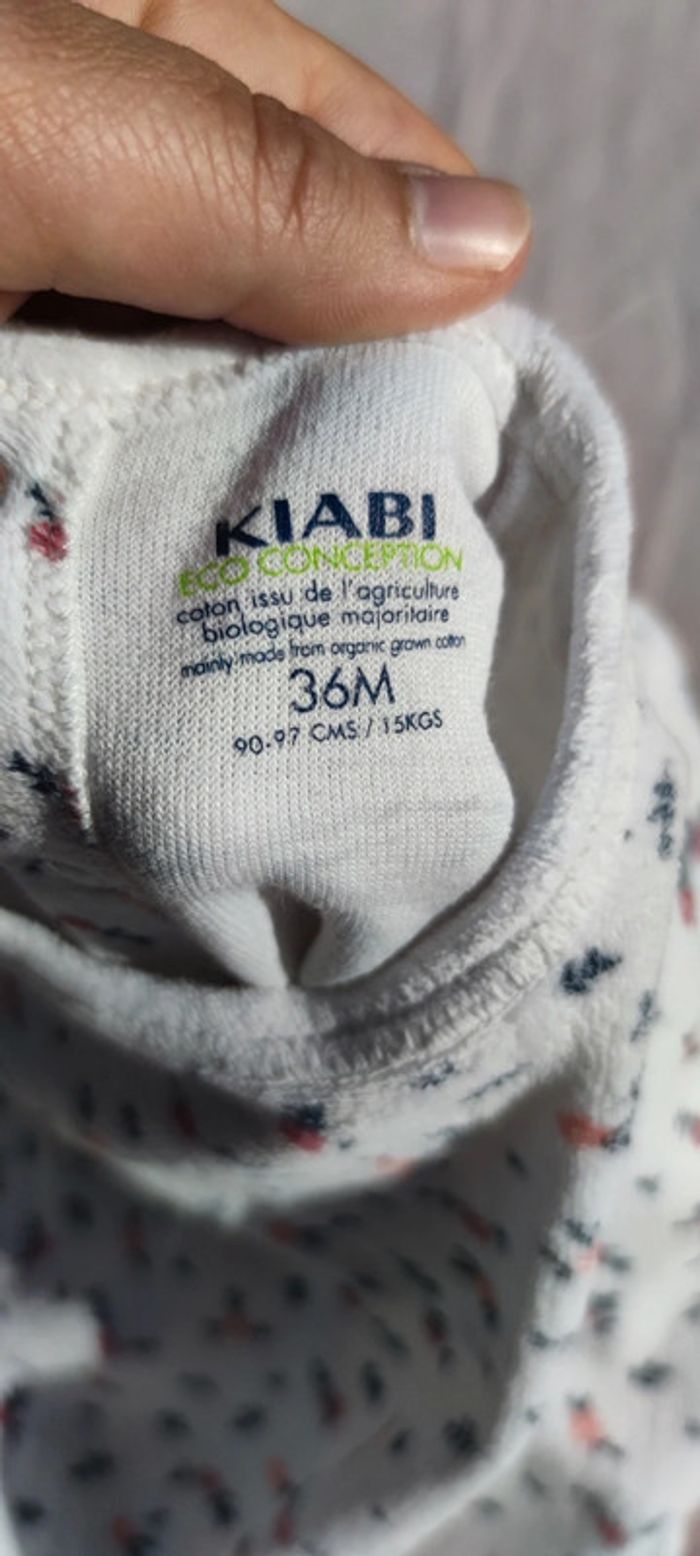 KIABI
ECO CONCEPTION
coton issu de l'agriculture
biologique majoritaire
mainly made from organic grown cotton
36M
90-97 CMS / 15KGS